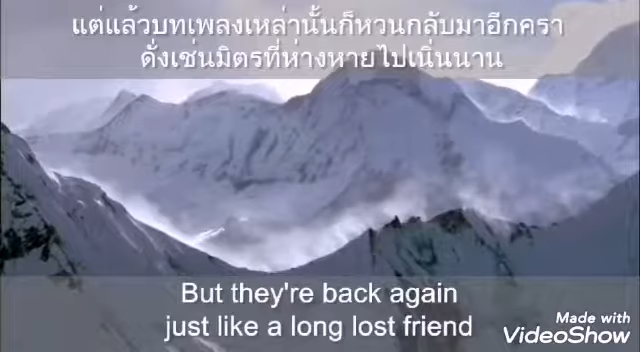 แต่แล้วบทเพลงเหล่านั้นก็หวนกลับมาอีกครา
ดั่งเช่นมิตรที่ห่างหายไปเนิ่นนาน
But they're back again
just like a long lost friend
Made with
VideoShow